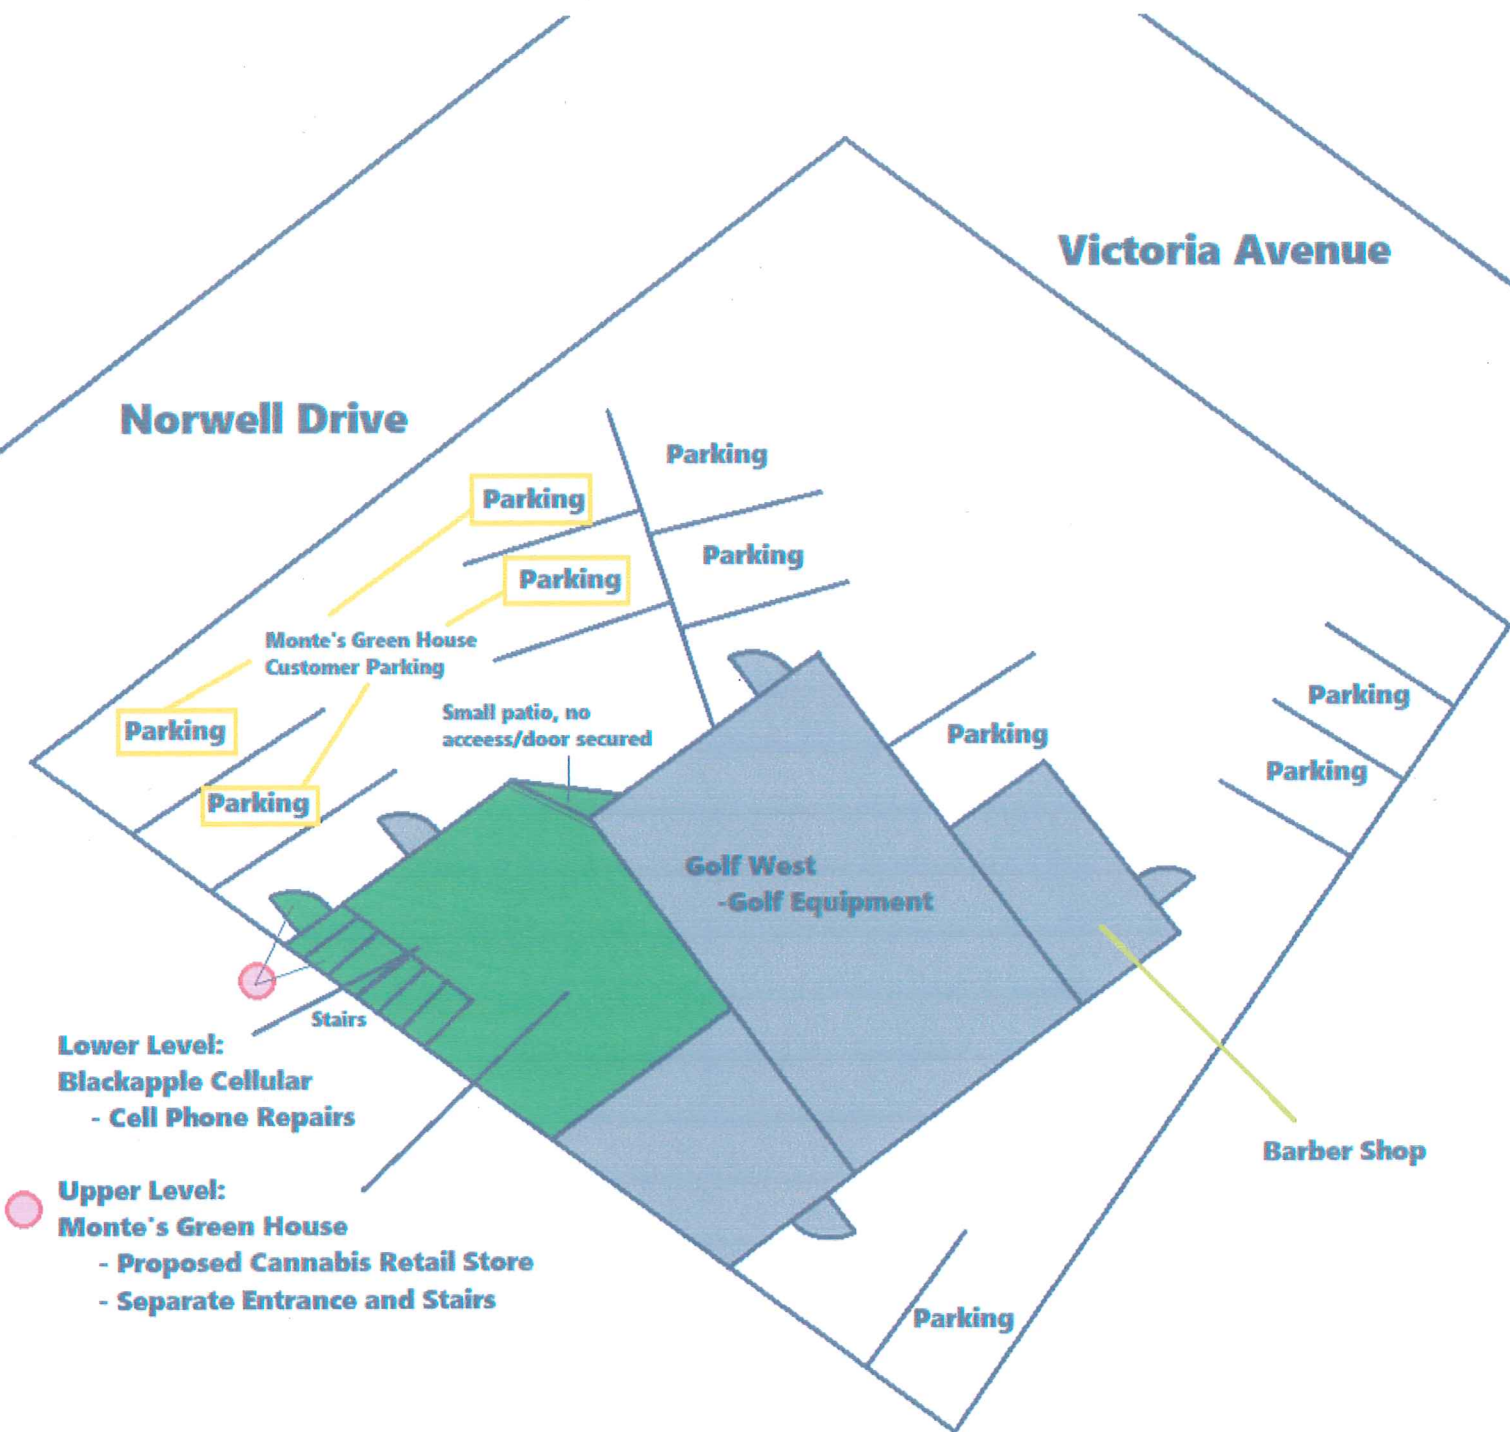 Victoria Avenue
Norwell Drive
Parking
Parking
Parking
Parking
Monte's Green House
Customer Parking
Parking
Parking
Small patio, no
acceess/door secured
Parking
Parking
Parking
Golf West
-Golf Equipment
Stairs
Lower Level:
Blackapple Cellular
- Cell Phone Repairs
Barber Shop
Upper Level:
Monte's Green House
- Proposed Cannabis Retail Store
- Separate Entrance and Stairs
Parking